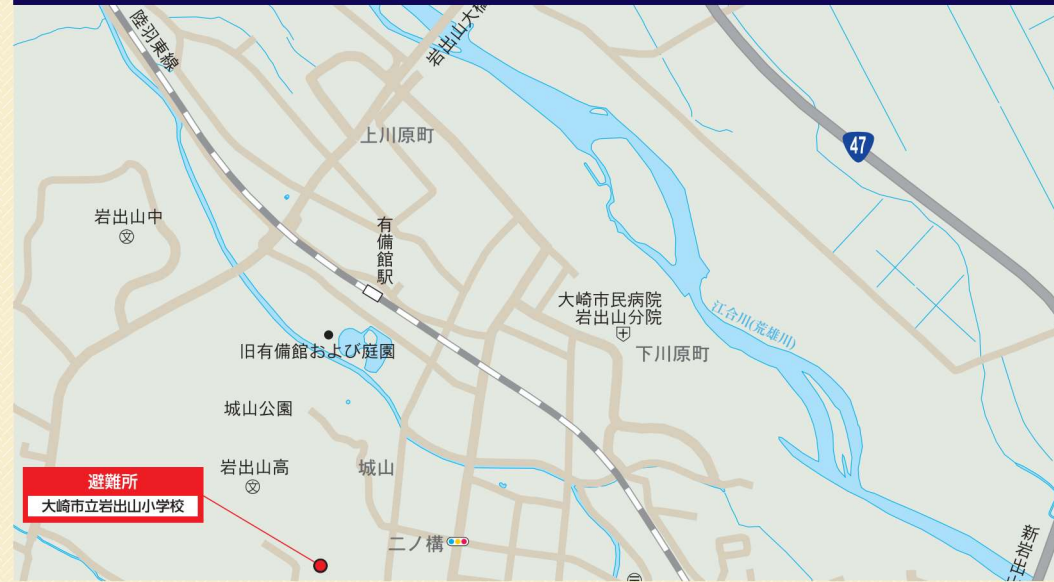 陸羽東線
岩出山大橋
47
上川原町
岩出山中
文
有備館駅
大崎市民病院
岩出山分院
江合川(荒雄川)
下川原町
旧有備館および庭園
城山公園
岩出山高
文
城山
避難所
大崎市立岩出山小学校
二ノ構
新岩出山